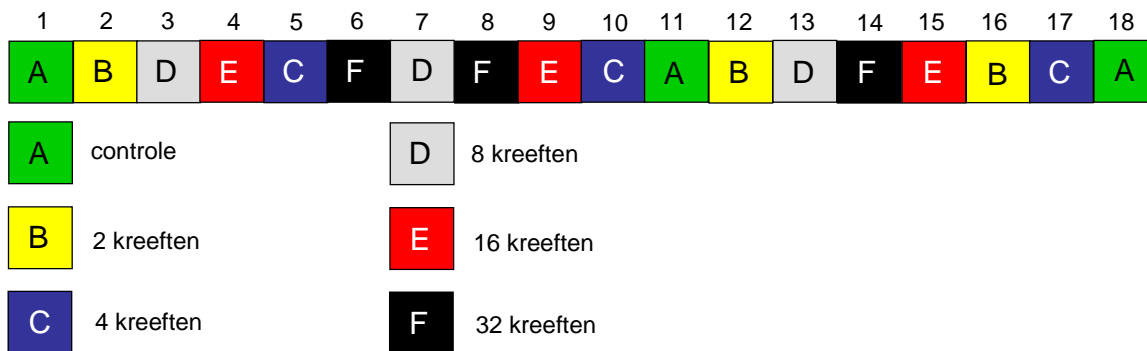 1 2 3 4 5 6 7 8 9 10 11 12 13 14 15 16 17 18
A B D E C F D F E C A B D F E B C A
A controle D 8 kreeften
B 2 kreeften E 16 kreeften
C 4 kreeften F 32 kreeften